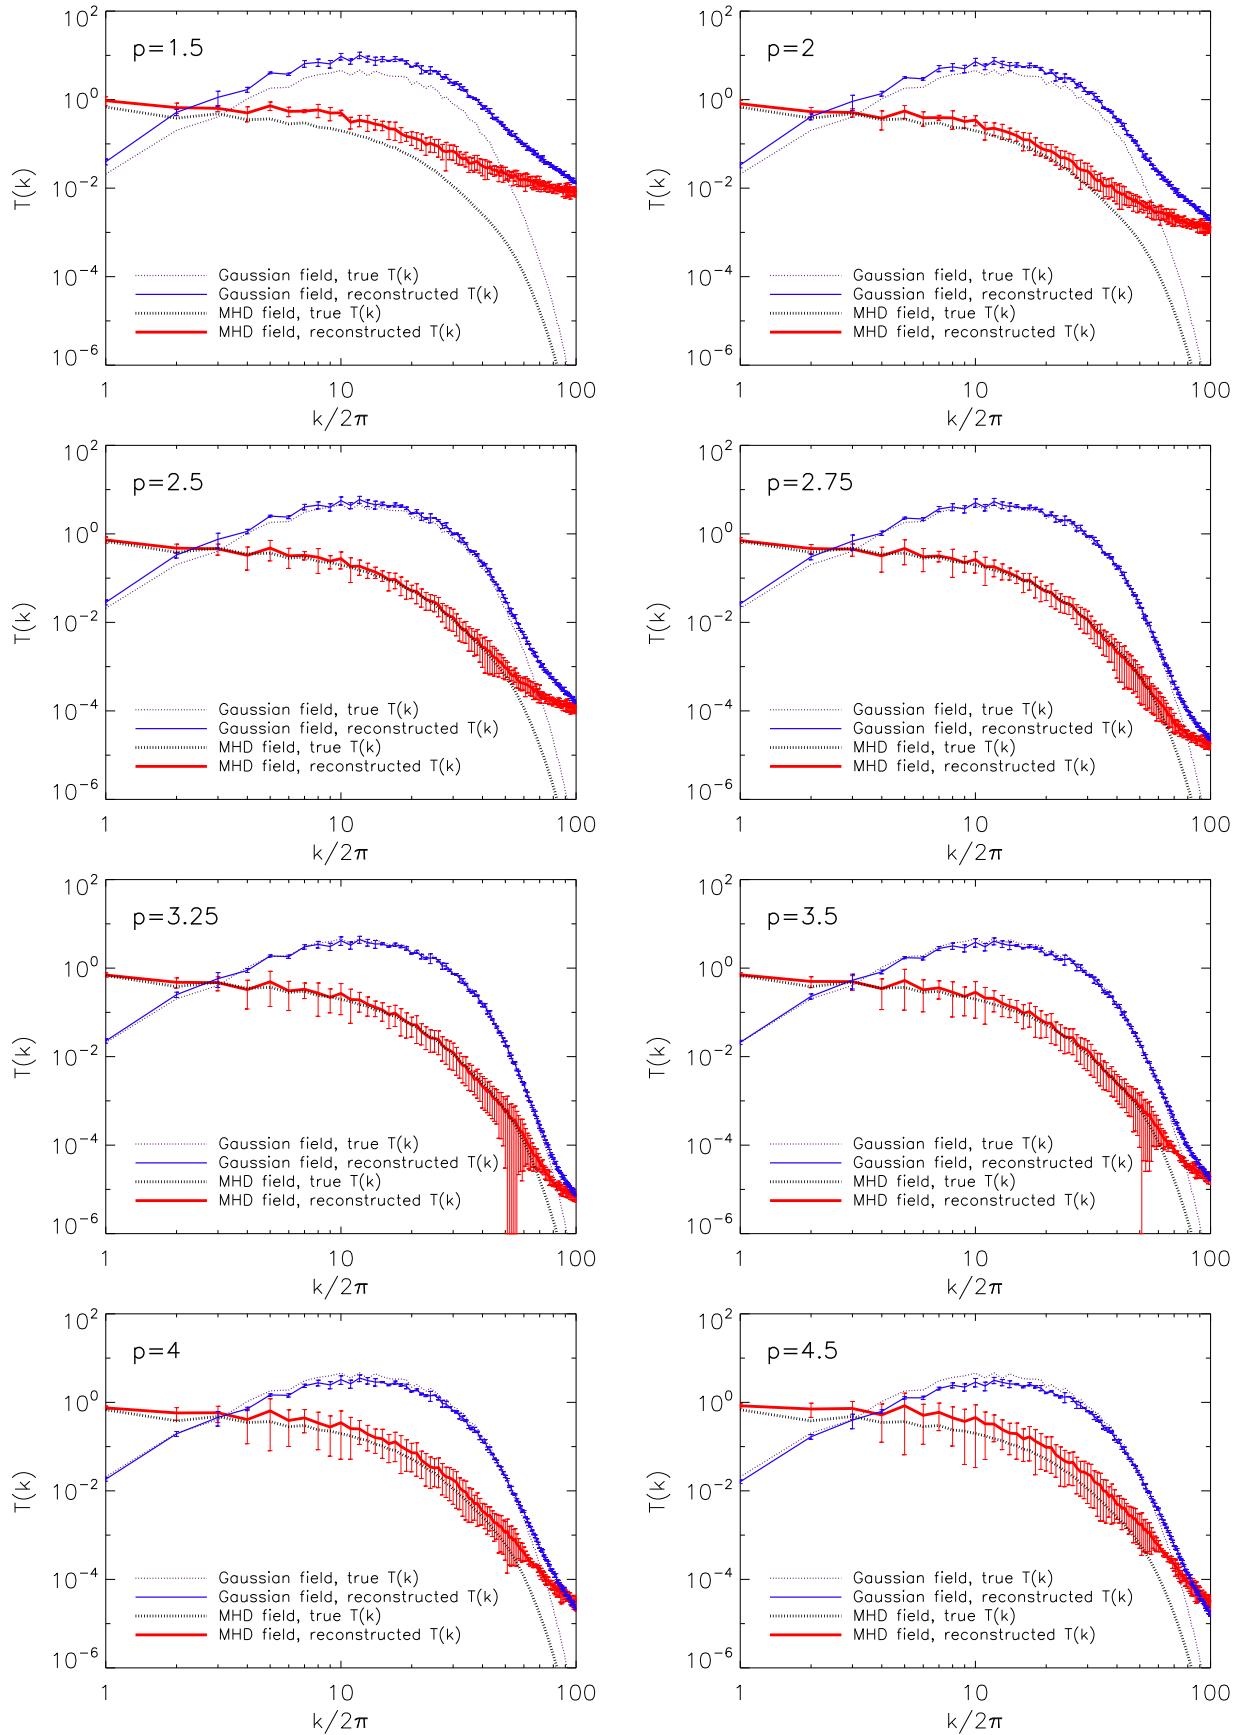 10^2
p=1.5
10^0
T(k)
10^-2
10^-4
Gaussian field, true T(k)
Gaussian field, reconstructed T(k)
MHD field, true T(k)
MHD field, reconstructed T(k)
10^-6
1 10 100
k/2π
10^2
p=2
10^0
T(k)
10^-2
10^-4
Gaussian field, true T(k)
Gaussian field, reconstructed T(k)
MHD field, true T(k)
MHD field, reconstructed T(k)
10^-6
1 10 100
k/2π
10^2
p=2.5
10^0
T(k)
10^-2
10^-4
Gaussian field, true T(k)
Gaussian field, reconstructed T(k)
MHD field, true T(k)
MHD field, reconstructed T(k)
10^-6
1 10 100
k/2π
10^2
p=2.75
10^0
T(k)
10^-2
10^-4
Gaussian field, true T(k)
Gaussian field, reconstructed T(k)
MHD field, true T(k)
MHD field, reconstructed T(k)
10^-6
1 10 100
k/2π
10^2
p=3.25
10^0
T(k)
10^-2
10^-4
Gaussian field, true T(k)
Gaussian field, reconstructed T(k)
MHD field, true T(k)
MHD field, reconstructed T(k)
10^-6
1 10 100
k/2π
10^2
p=3.5
10^0
T(k)
10^-2
10^-4
Gaussian field, true T(k)
Gaussian field, reconstructed T(k)
MHD field, true T(k)
MHD field, reconstructed T(k)
10^-6
1 10 100
k/2π
10^2
p=4
10^0
T(k)
10^-2
10^-4
Gaussian field, true T(k)
Gaussian field, reconstructed T(k)
MHD field, true T(k)
MHD field, reconstructed T(k)
10^-6
1 10 100
k/2π
10^2
p=4.5
10^0
T(k)
10^-2
10^-4
Gaussian field, true T(k)
Gaussian field, reconstructed T(k)
MHD field, true T(k)
MHD field, reconstructed T(k)
10^-6
1 10 100
k/2π